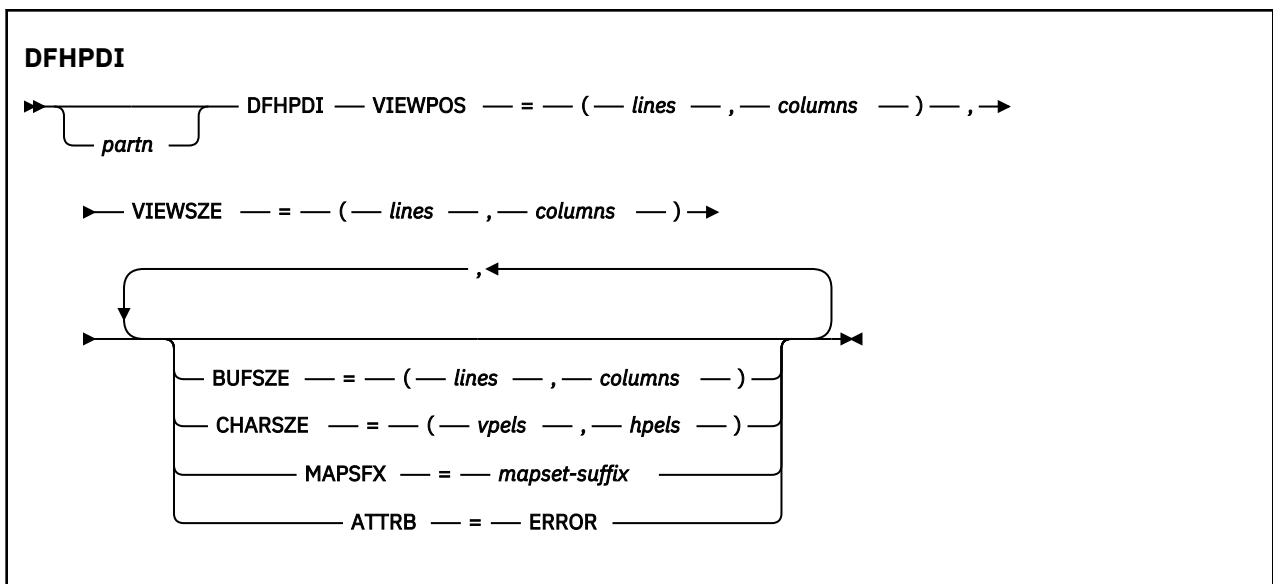 DFHPDI
DFHPDI VIEWPOS = ( lines , columns ) ,
partn
VIEWSZE = ( lines , columns )
,
BUFSZE = ( lines , columns )
CHARSZE = ( vpels , hpels )
MAPSFX = mapset-suffix
ATTRB = ERROR